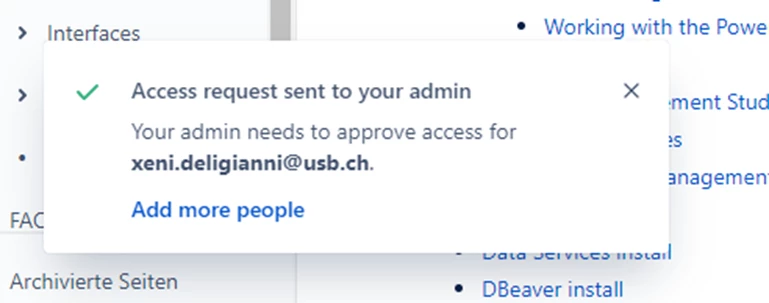 Interfaces
Working with the Powe
Access request sent to your admin
Your admin needs to approve access for
xeni.deligianni@usb.ch.
Add more people
ement Stud
es
anagement
FAC
Data Services install
Archivierte Seiten
DBeaver install